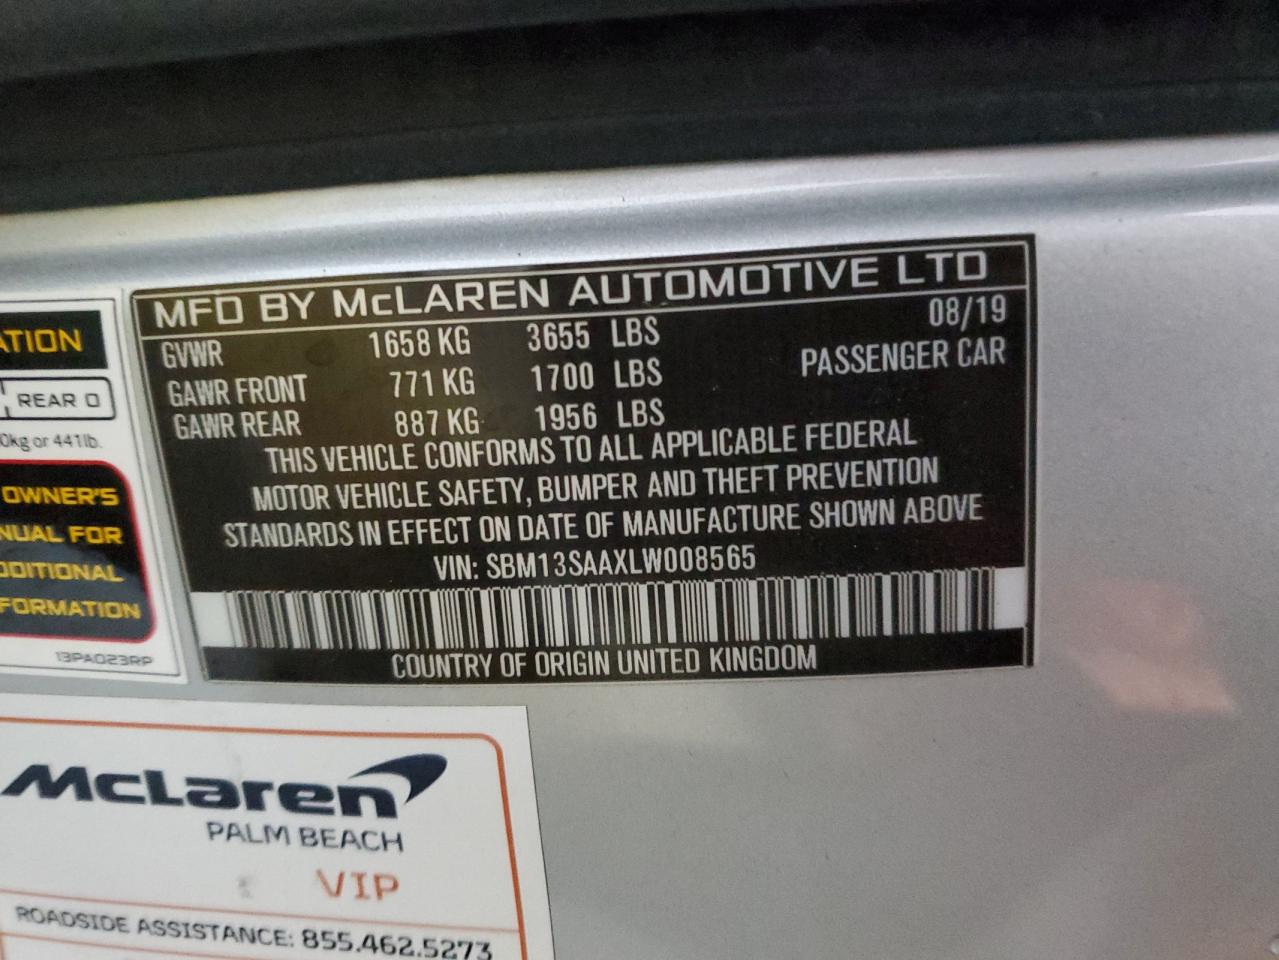 MFD BY McLAREN AUTOMOTIVE LTD
GVWR 1658 KG 3655 LBS 08/19
GAWR FRONT 771 KG 1700 LBS PASSENGER CAR
GAWR REAR 887 KG 1956 LBS
THIS VEHICLE CONFORMS TO ALL APPLICABLE FEDERAL
MOTOR VEHICLE SAFETY, BUMPER AND THEFT PREVENTION
STANDARDS IN EFFECT ON DATE OF MANUFACTURE SHOWN ABOVE
VIN: SBM13SAAXLW008565
COUNTRY OF ORIGIN UNITED KINGDOM
ATION
REAR 0
0kg or 441lb.
OWNER'S
NUAL FOR
DDITIONAL
FORMATION
13PA023RP
McLaren
PALM BEACH
VIP
ROADSIDE ASSISTANCE: 855.462.5273